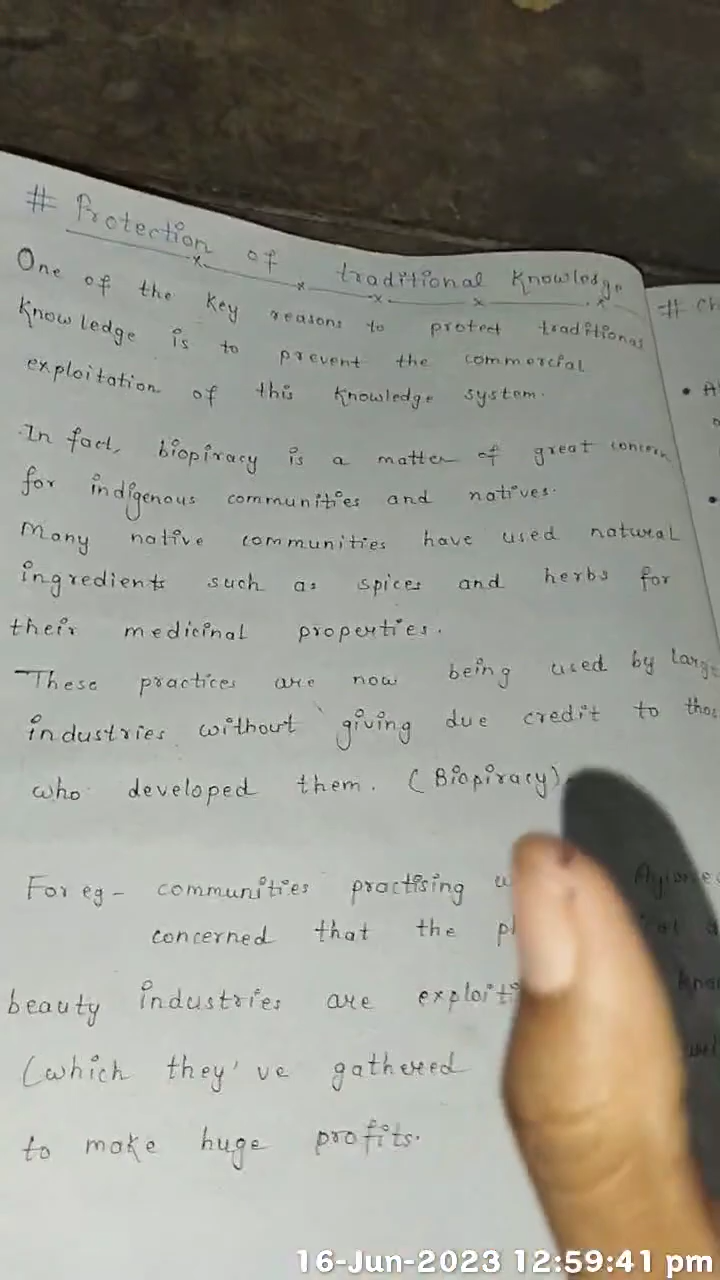 # Protection of traditional Knowledge
One of the key reasons to protect traditional
Knowledge is to prevent the commercial
exploitation of this knowledge system.
In fact, biopiracy is a matter of great concern
for indigenous communities and natives.
Many native communities have used natural
ingredients such as spices and herbs for
their medicinal properties.
These practices are now being used by large
industries without giving due credit to
who developed them. (Biopiracy)
For eg - communities practising
concerned that the
beauty industries are
(which they've gathered
to make huge profits.
# Ch
16-Jun-2023 12:59:41 pm